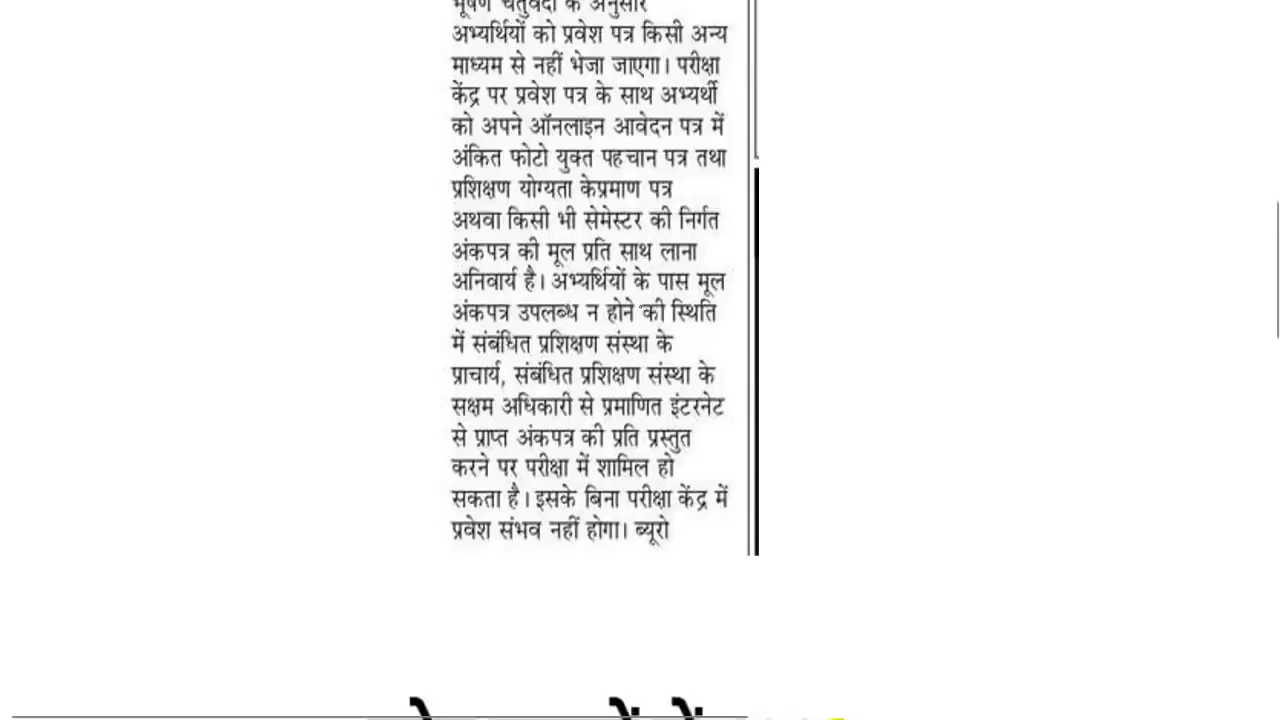 भूषण चतुर्वेदी के अनुसार
अभ्यर्थियों को प्रवेश पत्र किसी अन्य
माध्यम से नहीं भेजा जाएगा। परीक्षा
केंद्र पर प्रवेश पत्र के साथ अभ्यर्थी
को अपने ऑनलाइन आवेदन पत्र में
अंकित फोटो युक्त पहचान पत्र तथा
प्रशिक्षण योग्यता केप्रमाण पत्र
अथवा किसी भी सेमेस्टर की निर्गत
अंकपत्र की मूल प्रति साथ लाना
अनिवार्य है। अभ्यर्थियों के पास मूल
अंकपत्र उपलब्ध न होने की स्थिति
में संबंधित प्रशिक्षण संस्था के
प्राचार्य, संबंधित प्रशिक्षण संस्था के
सक्षम अधिकारी से प्रमाणित इंटरनेट
से प्राप्त अंकपत्र की प्रति प्रस्तुत
करने पर परीक्षा में शामिल हो
सकता है। इसके बिना परीक्षा केंद्र में
प्रवेश संभव नहीं होगा। ब्यूरो